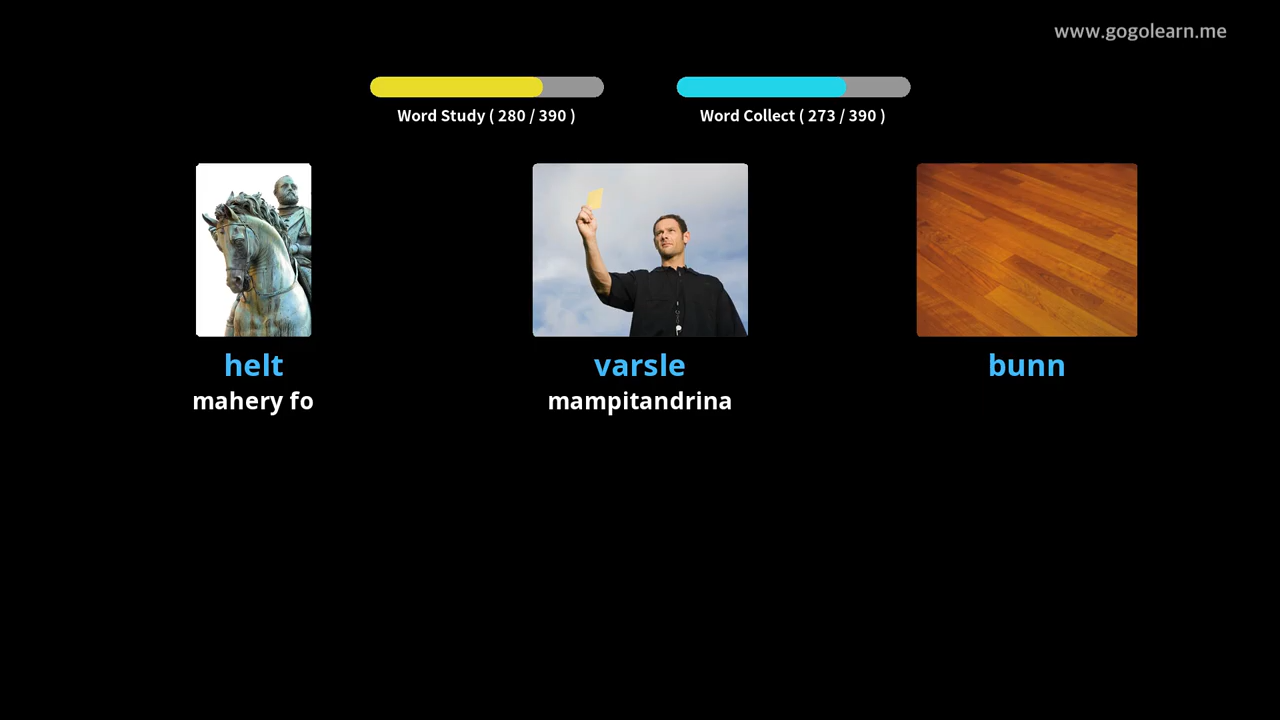 www.gogolearn.me
Word Study ( 280 / 390 )
Word Collect ( 273 / 390 )
helt
varsle
bunn
mahery fo
mampitandrina